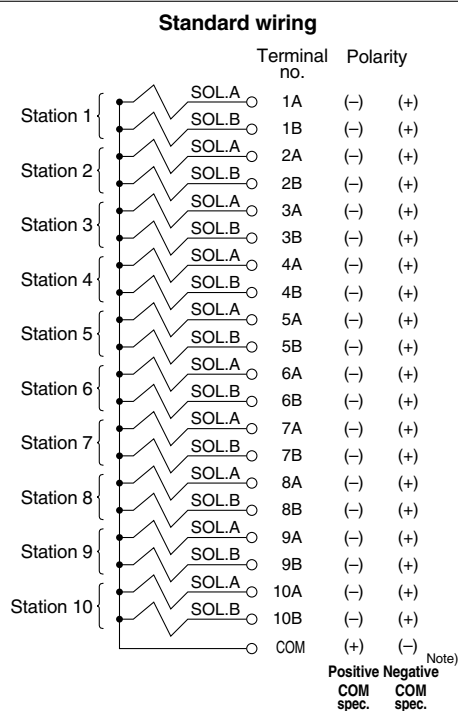 Standard wiring
Terminal no. Polarity
Station 1 SOL.A 1A (–) (+)
SOL.B 1B (–) (+)
Station 2 SOL.A 2A (–) (+)
SOL.B 2B (–) (+)
Station 3 SOL.A 3A (–) (+)
SOL.B 3B (–) (+)
Station 4 SOL.A 4A (–) (+)
SOL.B 4B (–) (+)
Station 5 SOL.A 5A (–) (+)
SOL.B 5B (–) (+)
Station 6 SOL.A 6A (–) (+)
SOL.B 6B (–) (+)
Station 7 SOL.A 7A (–) (+)
SOL.B 7B (–) (+)
Station 8 SOL.A 8A (–) (+)
SOL.B 8B (–) (+)
Station 9 SOL.A 9A (–) (+)
SOL.B 9B (–) (+)
Station 10 SOL.A 10A (–) (+)
SOL.B 10B (–) (+)
COM (+) (–) Note)
Positive Negative
COM COM
spec. spec.